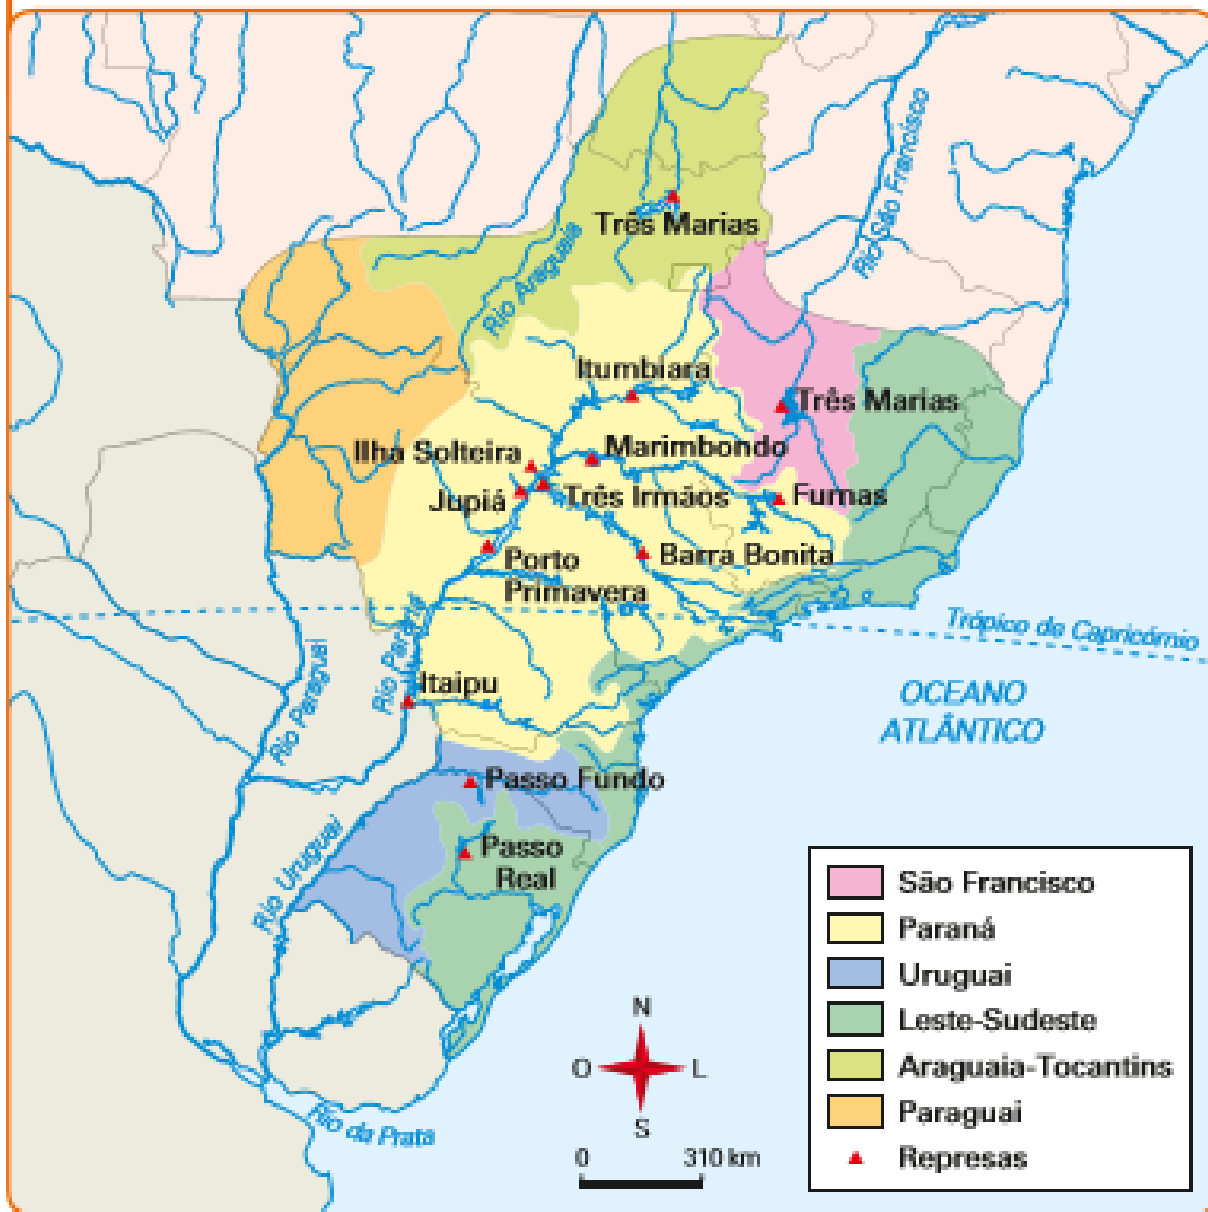 Rio São Francisco
Três Marias
Rio Araguaia
Itumbiara
Três Marias
Ilha Solteira
Marimbondo
Jupiá
Três Irmãos
Furnas
Porto
Primavera
Barra Bonita
Trópico de Capricórnio
Rio Paraná
Itaipu
Rio Paraguai
OCEANO
ATLÂNTICO
Passo Fundo
Rio Uruguai
Passo
Real
Rio da Prata
N
O
L
S
0 310 km
São Francisco
Paraná
Uruguai
Leste-Sudeste
Araguaia-Tocantins
Paraguai
Represas